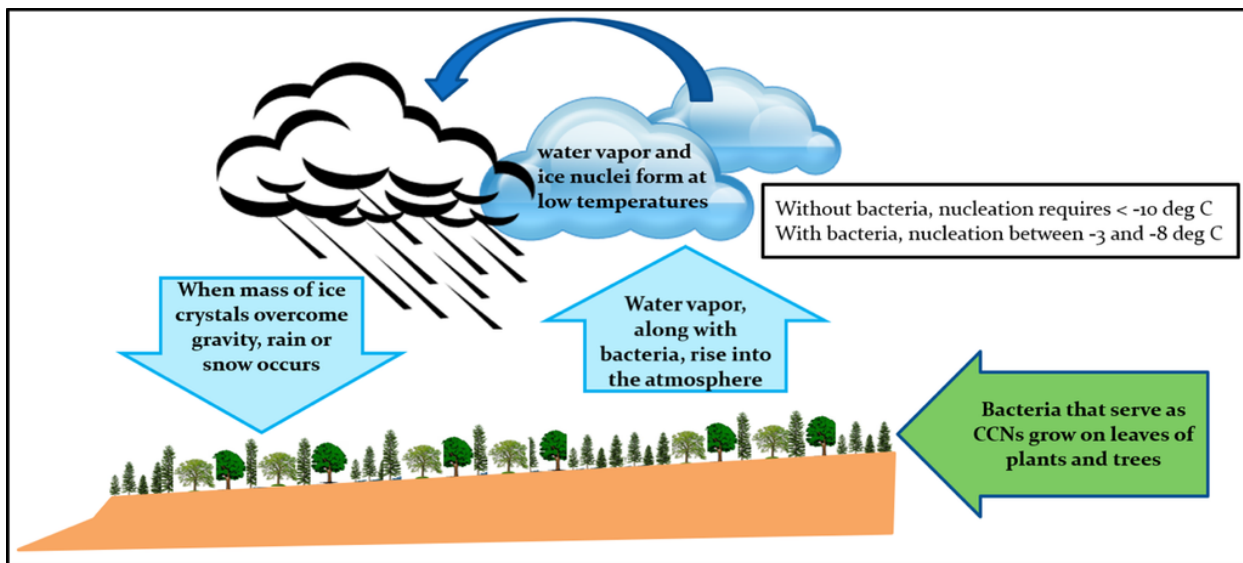 water vapor and
ice nuclei form at
low temperatures
Without bacteria, nucleation requires < -10 deg C
With bacteria, nucleation between -3 and -8 deg C
When mass of ice
crystals overcome
gravity, rain or
snow occurs
Water vapor,
along with
bacteria, rise into
the atmosphere
Bacteria that serve as
CCNs grow on leaves of
plants and trees